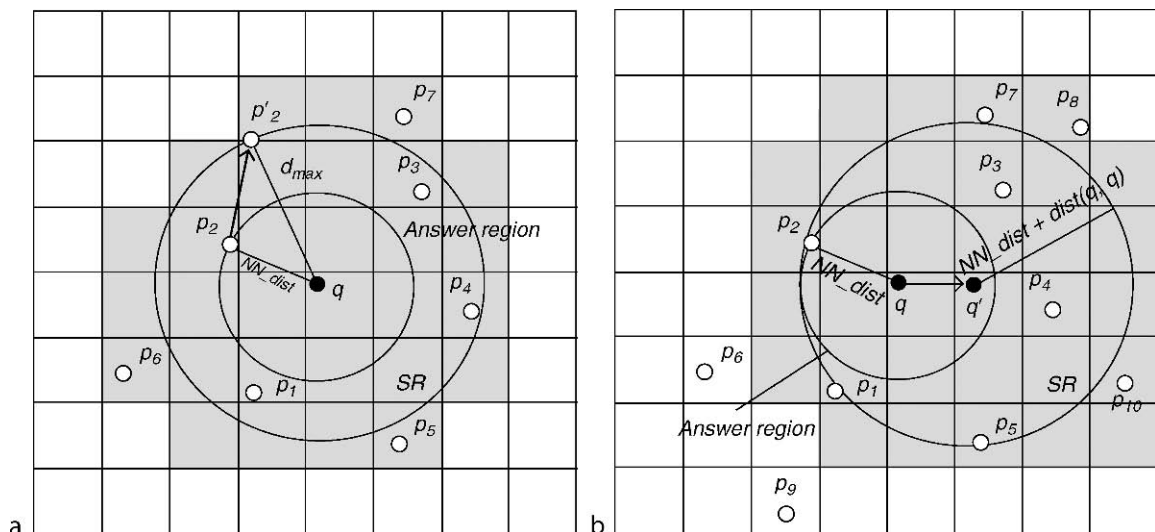 p7
p'2
d_max
p3
p2
Answer region
NN_dist
q
p4
p6
SR
p1
p5
a
p7
p8
p3
p2
NN_dist + dist(q, q)
NN_dist
q
q'
p4
p6
SR
p1
p10
Answer region
p5
p9
b